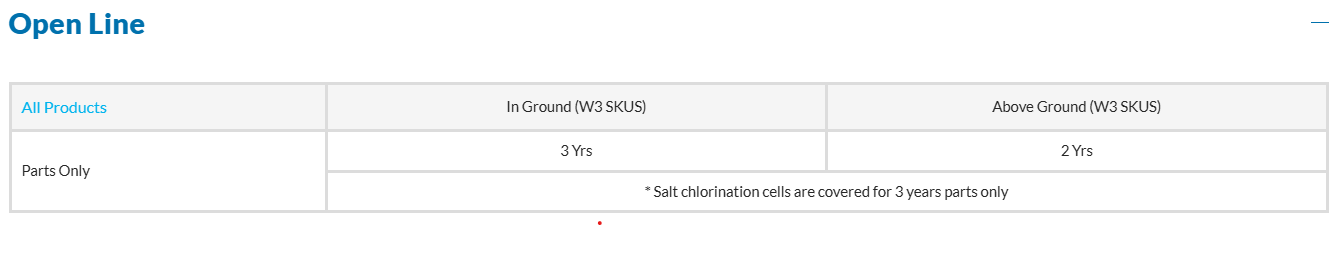 Open Line
All Products
In Ground (W3 SKUS)
Above Ground (W3 SKUS)
Parts Only
3 Yrs
2 Yrs
* Salt chlorination cells are covered for 3 years parts only